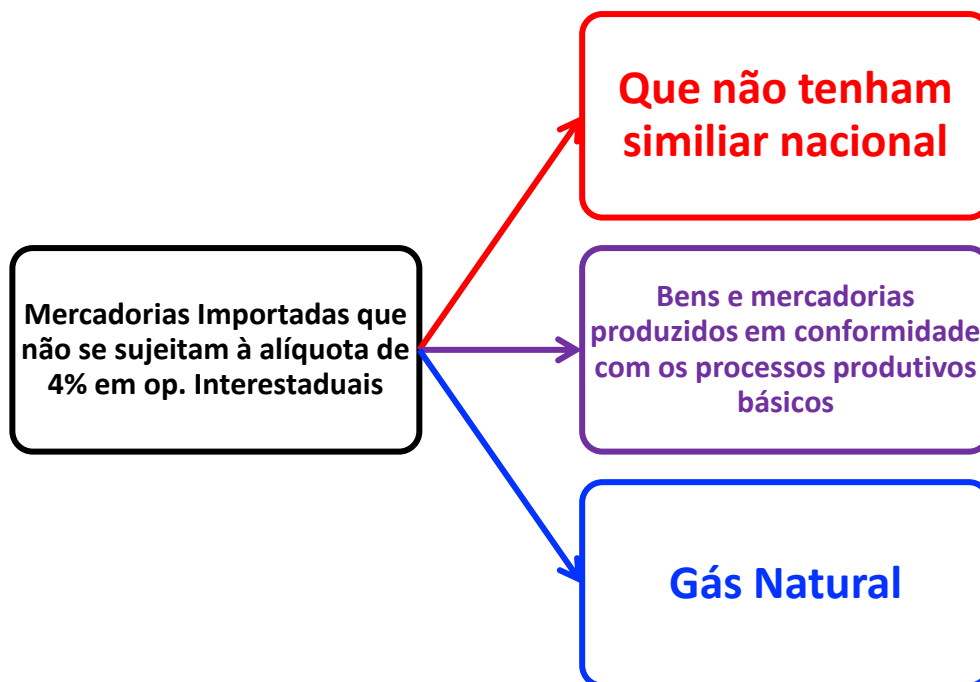 Que não tenham
similiar nacional
Mercadorias Importadas que
não se sujeitam à alíquota de
4% em op. Interestaduais
Bens e mercadorias
produzidos em conformidade
com os processos produtivos
básicos
Gás Natural